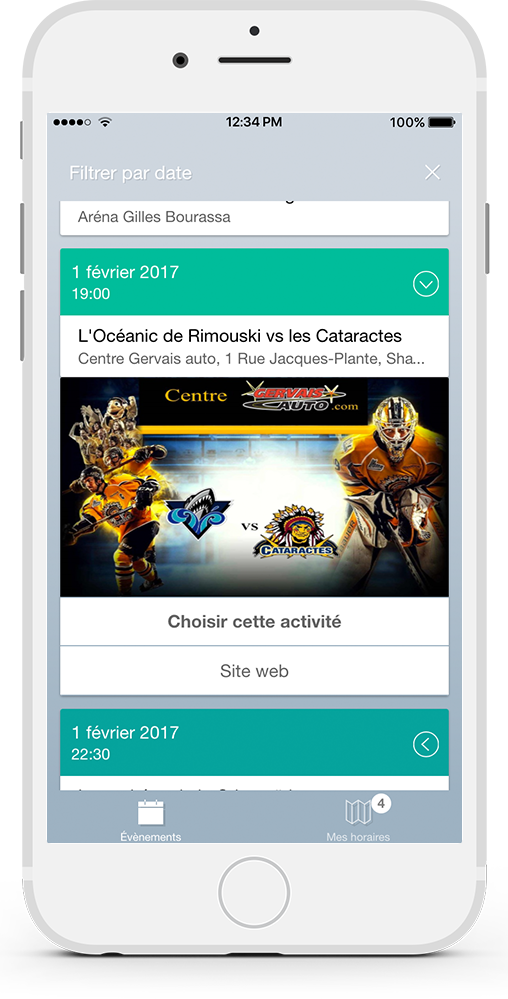 12:34 PM
100%
Filtrer par date
Aréna Gilles Bourassa
1 février 2017
19:00
L'Océanic de Rimouski vs les Cataractes
Centre Gervais auto, 1 Rue Jacques-Plante, Sha...
Centre GERVAIS AUTO.com
vs
CATARACTES
Choisir cette activité
Site web
1 février 2017
22:30
4
Évènements
Mes horaires